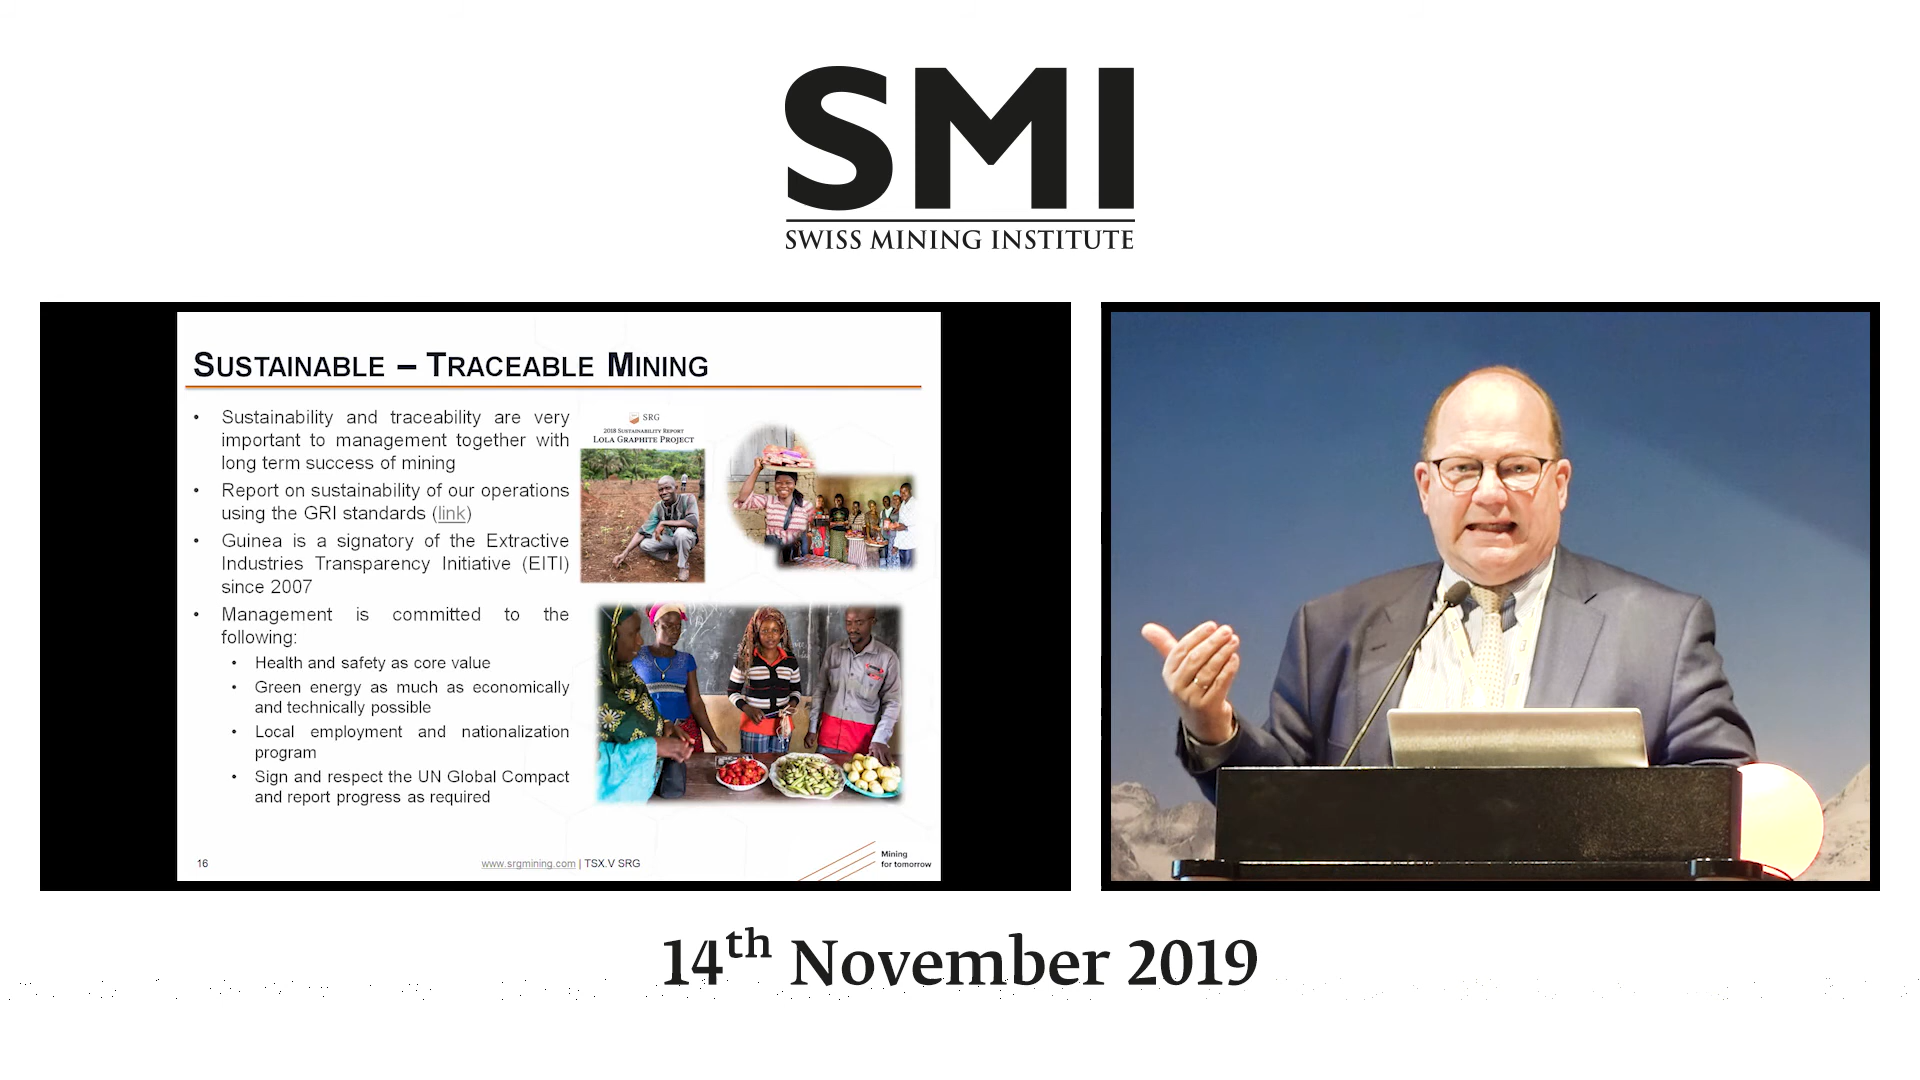 SMI
SWISS MINING INSTITUTE
SUSTAINABLE – TRACEABLE MINING
• Sustainability and traceability are very
important to management together with
long term success of mining
• Report on sustainability of our operations
using the GRI standards (link)
• Guinea is a signatory of the Extractive
Industries Transparency Initiative (EITI)
since 2007
• Management is committed to the
following:
• Health and safety as core value
• Green energy as much as economically
and technically possible
• Local employment and nationalization
program
• Sign and respect the UN Global Compact
and report progress as required
SRG
2018 SUSTAINABILITY REPORT
LOLA GRAPHITE PROJECT
16
www.srgmining.com | TSX.V SRG
Mining
for tomorrow
14th November 2019